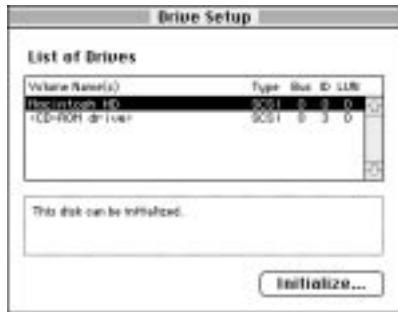 Drive Setup
List of Drives
Volume Name(s) Type Bus ID LUN
Macintosh HD SCSI 0 0 0
<CD-ROM drive> SCSI 0 3 0
This disk can be initialized.
Initialize...